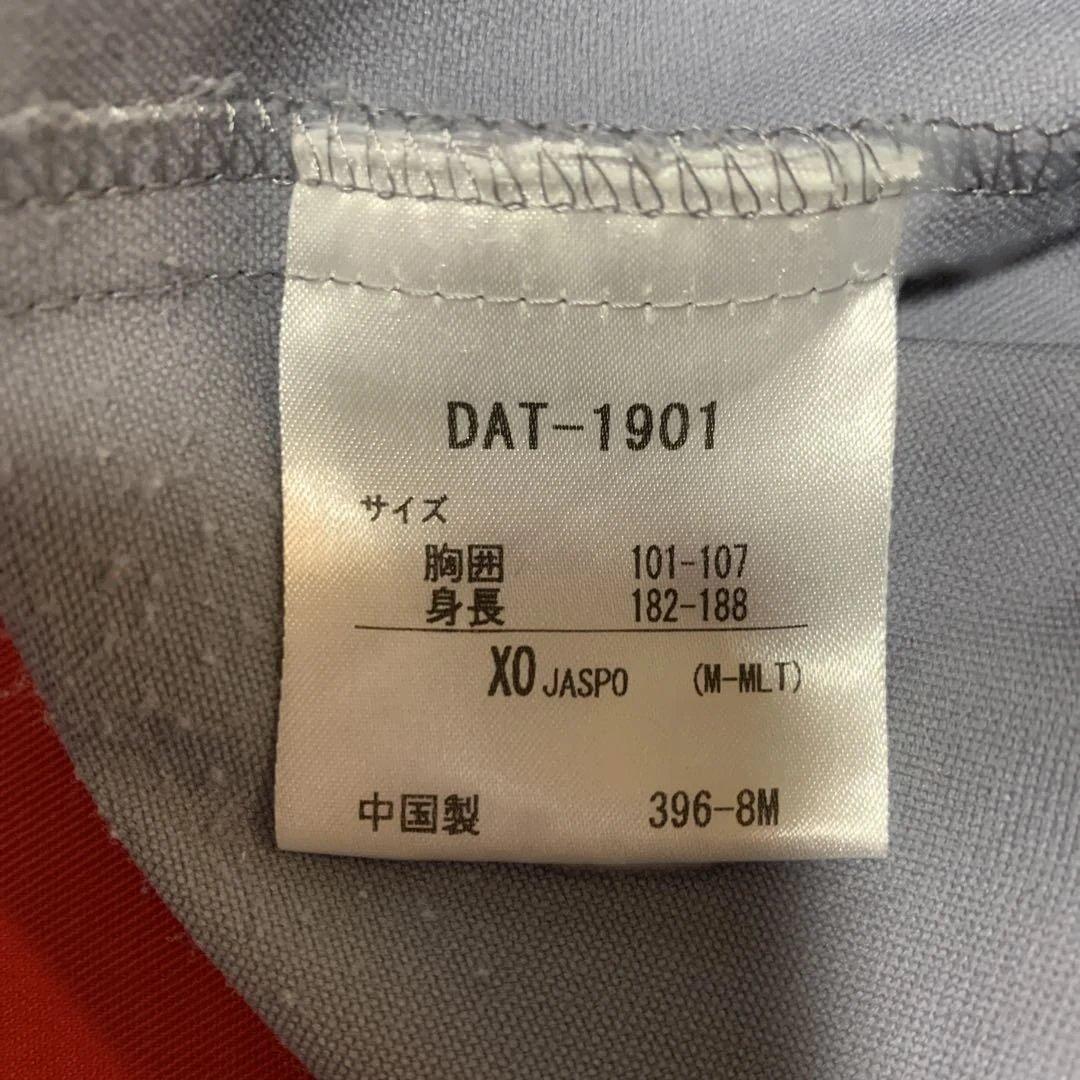 DAT-1901
サイズ
胸囲 101-107
身長 182-188
XO JASPO (M-MLT)
中国製 396-8M